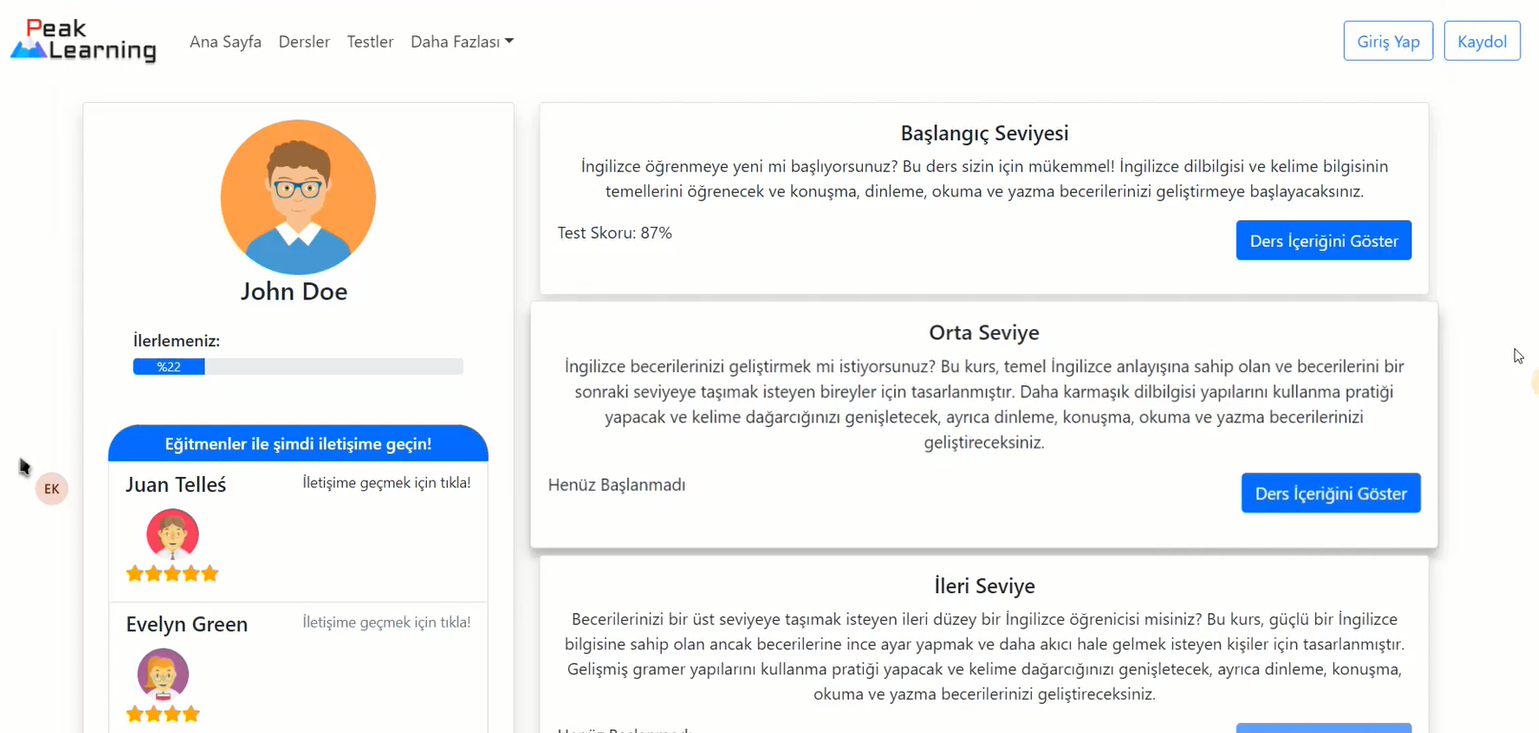 Peak
Learning
Ana Sayfa
Dersler
Testler
Daha Fazlası
Giriş Yap
Kaydol
John Doe
İlerlemeniz:
%22
Eğitmenler ile şimdi iletişime geçin!
Juan Telleś
İletişime geçmek için tıkla!
Evelyn Green
İletişime geçmek için tıkla!
EK
Başlangıç Seviyesi
İngilizce öğrenmeye yeni mi başlıyorsunuz? Bu ders sizin için mükemmel! İngilizce dilbilgisi ve kelime bilgisinin
temellerini öğrenecek ve konuşma, dinleme, okuma ve yazma becerilerinizi geliştirmeye başlayacaksınız.
Test Skoru: 87%
Ders İçeriğini Göster
Orta Seviye
İngilizce becerilerinizi geliştirmek mi istiyorsunuz? Bu kurs, temel İngilizce anlayışına sahip olan ve becerilerini bir
sonraki seviyeye taşımak isteyen bireyler için tasarlanmıştır. Daha karmaşık dilbilgisi yapılarını kullanma pratiği
yapacak ve kelime dağarcığınızı genişletecek, ayrıca dinleme, konuşma, okuma ve yazma becerilerinizi
geliştireceksiniz.
Henüz Başlanmadı
Ders İçeriğini Göster
İleri Seviye
Becerilerinizi bir üst seviyeye taşımak isteyen ileri düzey bir İngilizce öğrenicisi misiniz? Bu kurs, güçlü bir İngilizce
bilgisine sahip olan ancak becerilerine ince ayar yapmak ve daha akıcı hale gelmek isteyen kişiler için tasarlanmıştır.
Gelişmiş gramer yapılarını kullanma pratiği yapacak ve kelime dağarcığınızı genişletecek, ayrıca dinleme, konuşma,
okuma ve yazma becerilerinizi geliştireceksiniz.